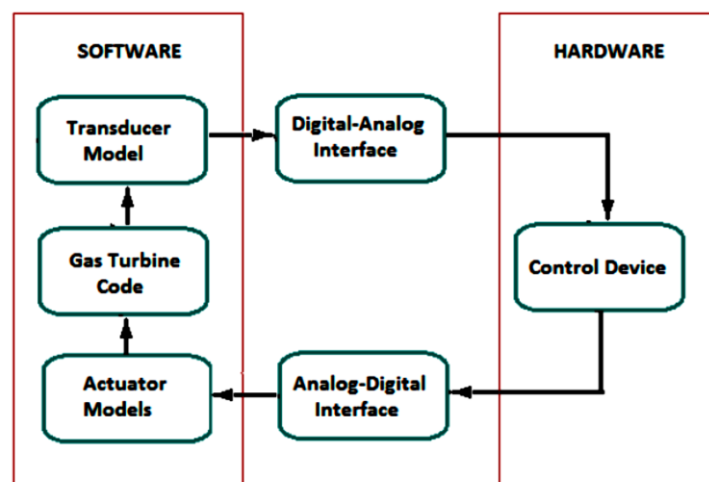 SOFTWARE
HARDWARE
Transducer
Model
Digital-Analog
Interface
Gas Turbine
Code
Control Device
Actuator
Models
Analog-Digital
Interface